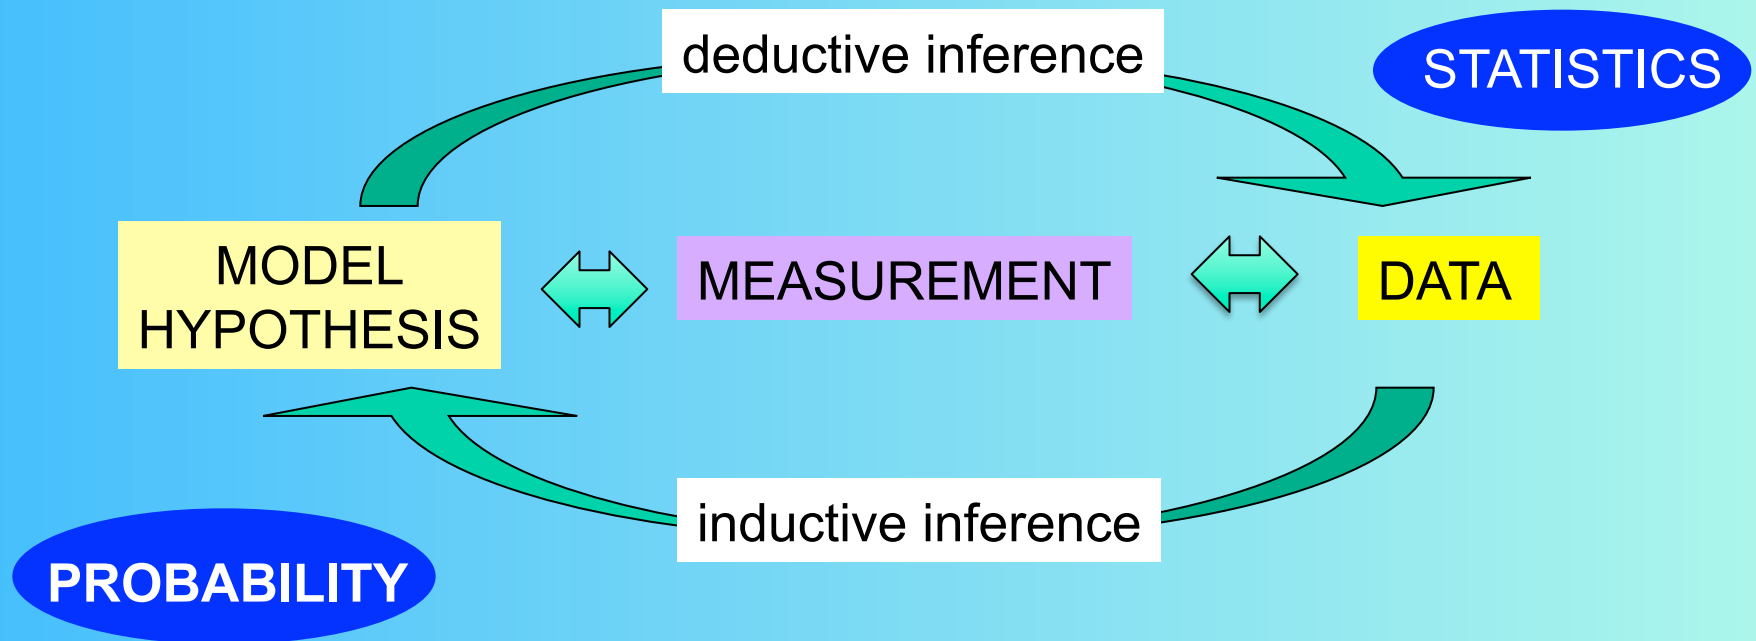 deductive inference
STATISTICS
MODEL
HYPOTHESIS
MEASUREMENT
DATA
inductive inference
PROBABILITY